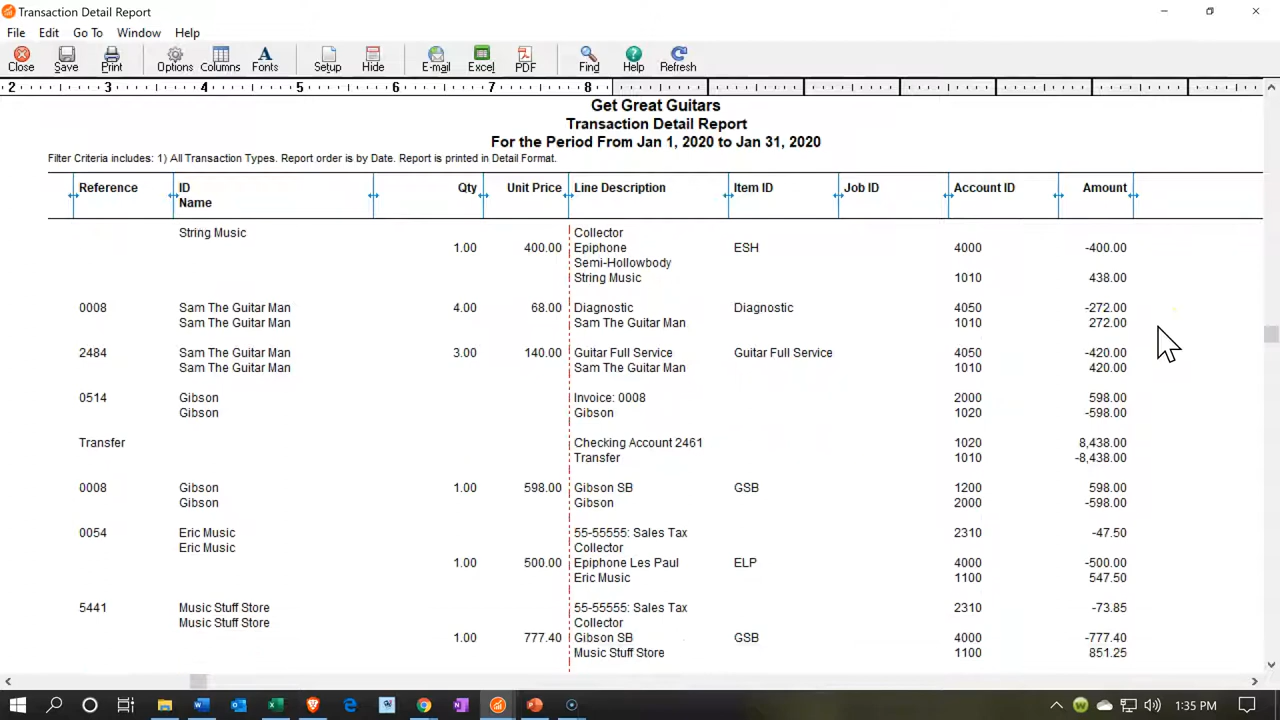 Transaction Detail Report
File Edit Go To Window Help
Close Save Print Options Columns Fonts Setup Hide E-mail Excel PDF Find Help Refresh
2 3 4 5 6 7 8
Get Great Guitars
Transaction Detail Report
For the Period From Jan 1, 2020 to Jan 31, 2020
Filter Criteria includes: 1) All Transaction Types. Report order is by Date. Report is printed in Detail Format.
Reference ID Qty Unit Price Line Description Item ID Job ID Account ID Amount
Name
String Music Collector
1.00 400.00 Epiphone ESH 4000 -400.00
Semi-Hollowbody
String Music 1010 438.00
0008 Sam The Guitar Man 4.00 68.00 Diagnostic Diagnostic 4050 -272.00
Sam The Guitar Man Sam The Guitar Man 1010 272.00
2484 Sam The Guitar Man 3.00 140.00 Guitar Full Service Guitar Full Service 4050 -420.00
Sam The Guitar Man Sam The Guitar Man 1010 420.00
0514 Gibson Invoice: 0008 2000 598.00
Gibson Gibson 1020 -598.00
Transfer Checking Account 2461 1020 8,438.00
Transfer 1010 -8,438.00
0008 Gibson 1.00 598.00 Gibson SB GSB 1200 598.00
Gibson Gibson 2000 -598.00
0054 Eric Music 55-55555: Sales Tax 2310 -47.50
Eric Music Collector
1.00 500.00 Epiphone Les Paul ELP 4000 -500.00
Eric Music 1100 547.50
5441 Music Stuff Store 55-55555: Sales Tax 2310 -73.85
Music Stuff Store Collector
1.00 777.40 Gibson SB GSB 4000 -777.40
Music Stuff Store 1100 851.25
1:35 PM